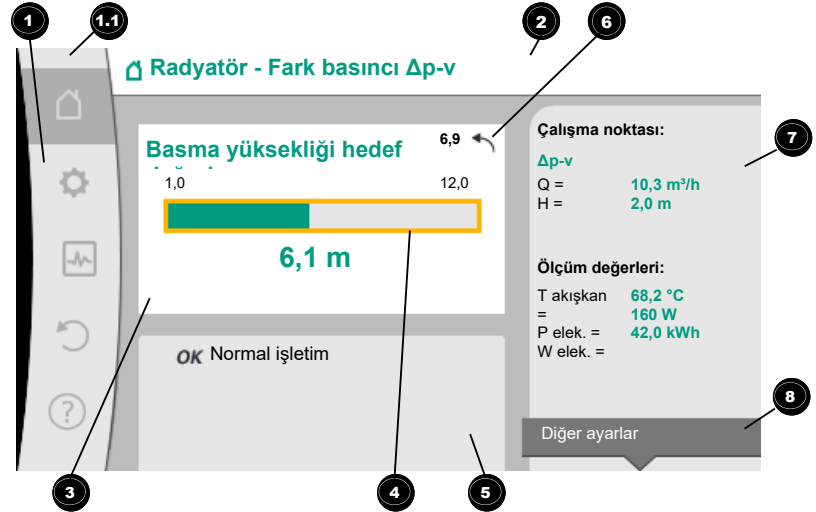 1
1.1
2
6
Radyatör - Fark basıncı Δp-v
Basma yüksekliği hedef
6,9
1,0
12,0
6,1 m
OK Normal işletim
Çalışma noktası:
Δp-v
Q = 10,3 m³/h
H = 2,0 m
7
Ölçüm değerleri:
T akışkan 68,2 °C
= 160 W
P elek. = 42,0 kWh
W elek. =
8
Diğer ayarlar
3
4
5